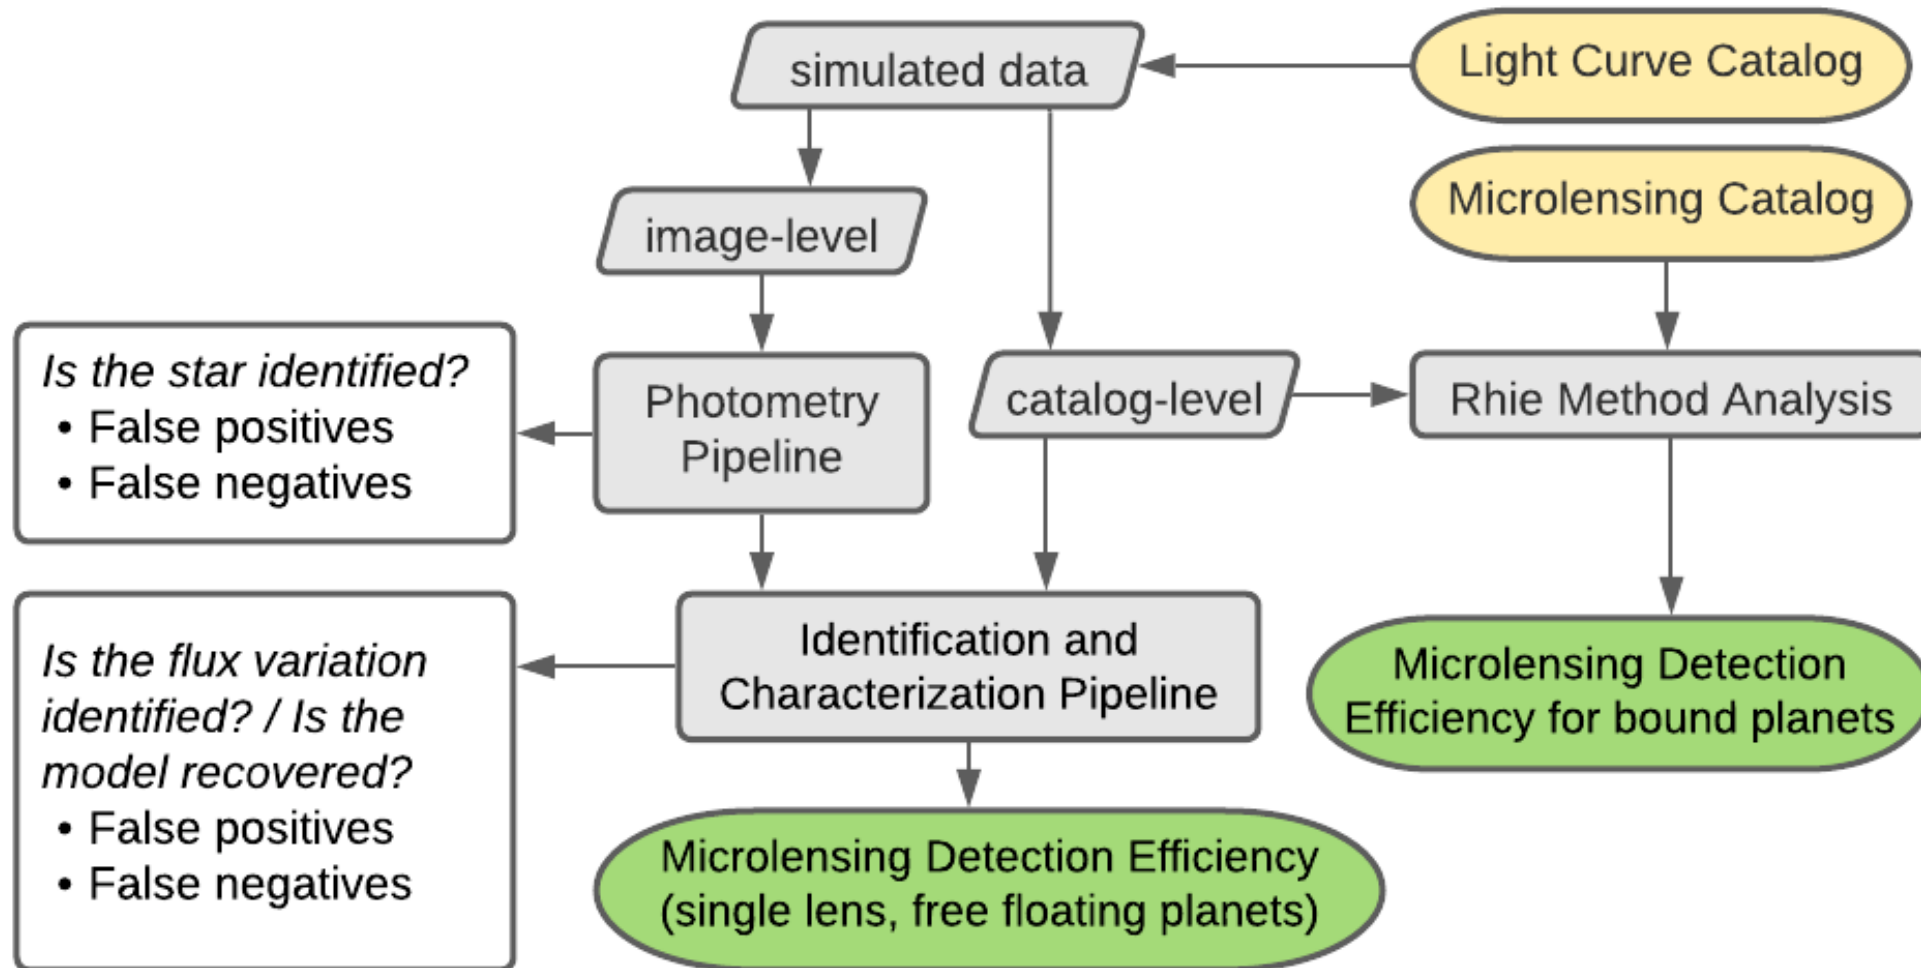 simulated data
Light Curve Catalog
Microlensing Catalog
image-level
Is the star identified?
• False positives
• False negatives
Photometry
Pipeline
catalog-level
Rhie Method Analysis
Is the flux variation
identified? / Is the
model recovered?
• False positives
• False negatives
Identification and
Characterization Pipeline
Microlensing Detection
Efficiency for bound planets
Microlensing Detection Efficiency
(single lens, free floating planets)